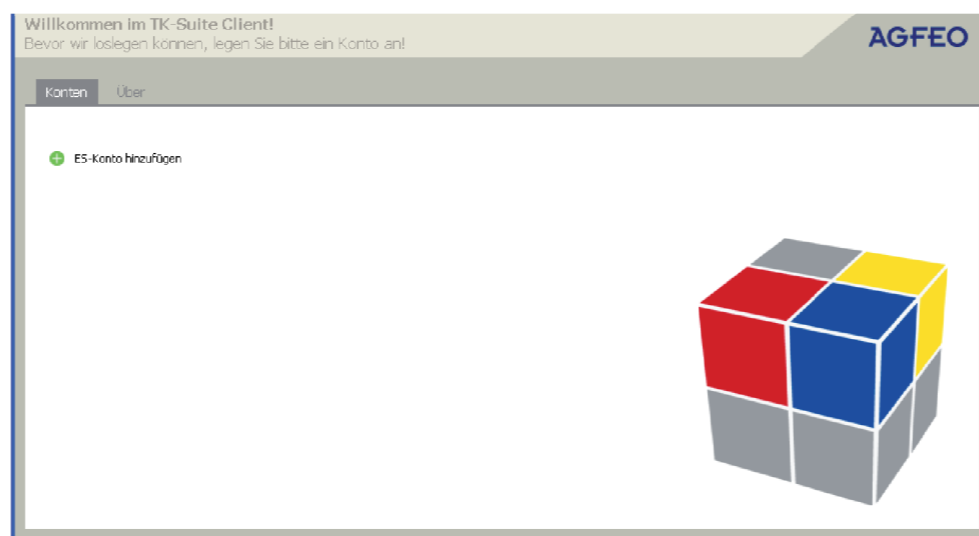 Willkommen im TK-Suite Client!
Bevor wir loslegen können, legen Sie bitte ein Konto an!
AGFEO
Konten Über
ES-Konto hinzufügen